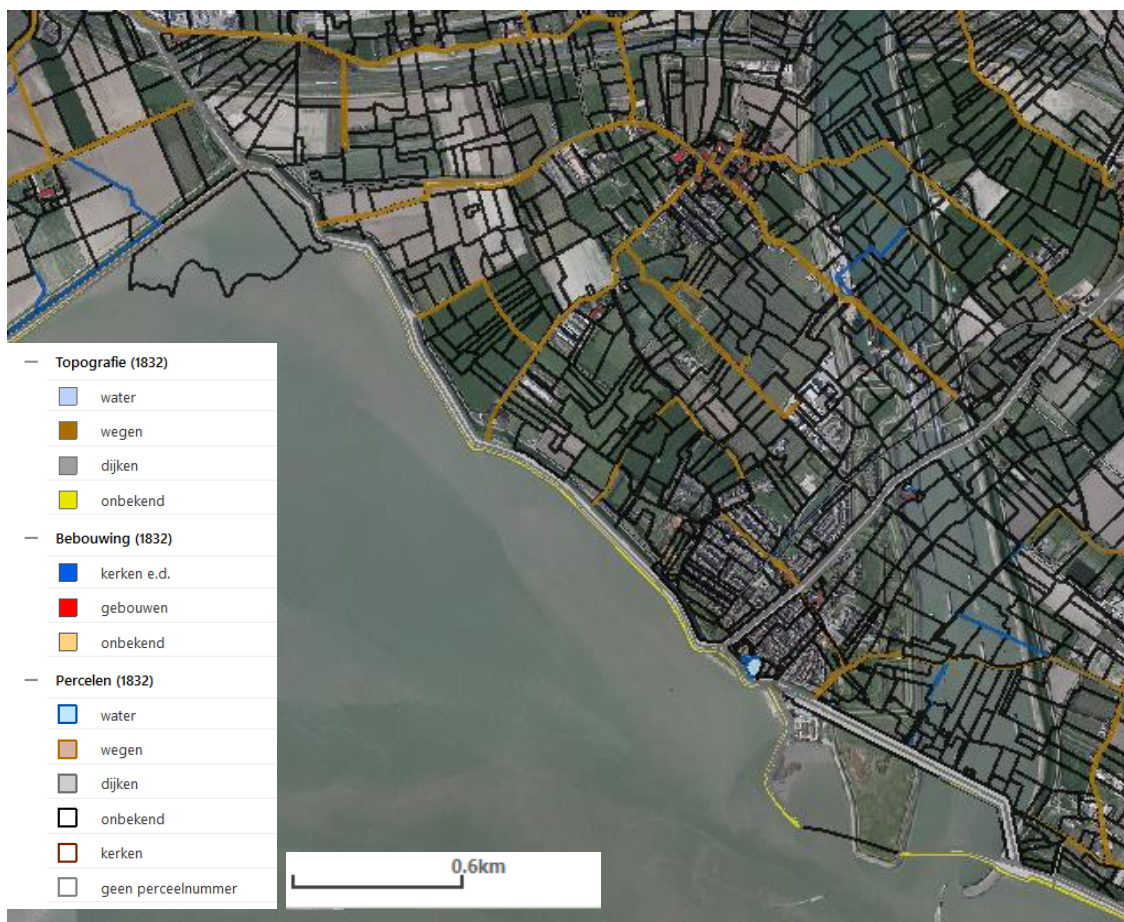 Topografie (1832)
water
wegen
dijken
onbekend
Bebouwing (1832)
kerken e.d.
gebouwen
onbekend
Percelen (1832)
water
wegen
dijken
onbekend
kerken
geen perceelnummer
0.6km